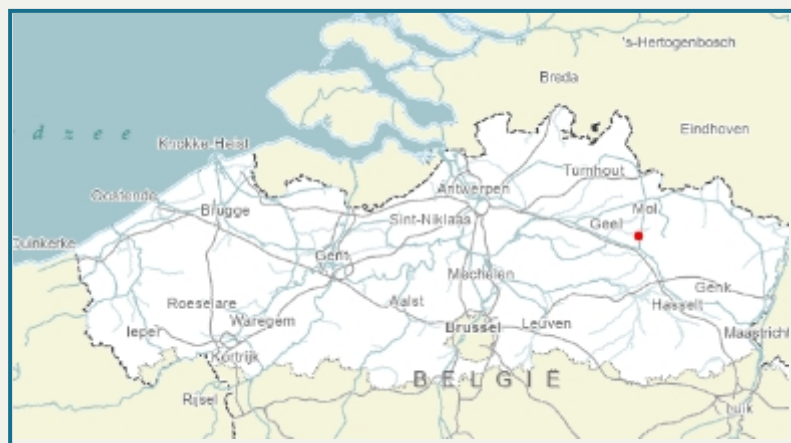 's-Hertogenbosch
Breda
Eindhoven
d z e e
Knokke-Heist
Turnhout
Oostende
Antwerpen
Mol
Brugge
Sint-Niklaas
Geel
Duinkerke
Gent
Mechelen
Genk
Roeselare
Aalst
Hasselt
Ieper
Waregem
Brussel
Leuven
Maastricht
Kortrijk
BELGIË
Rijsel
Luik